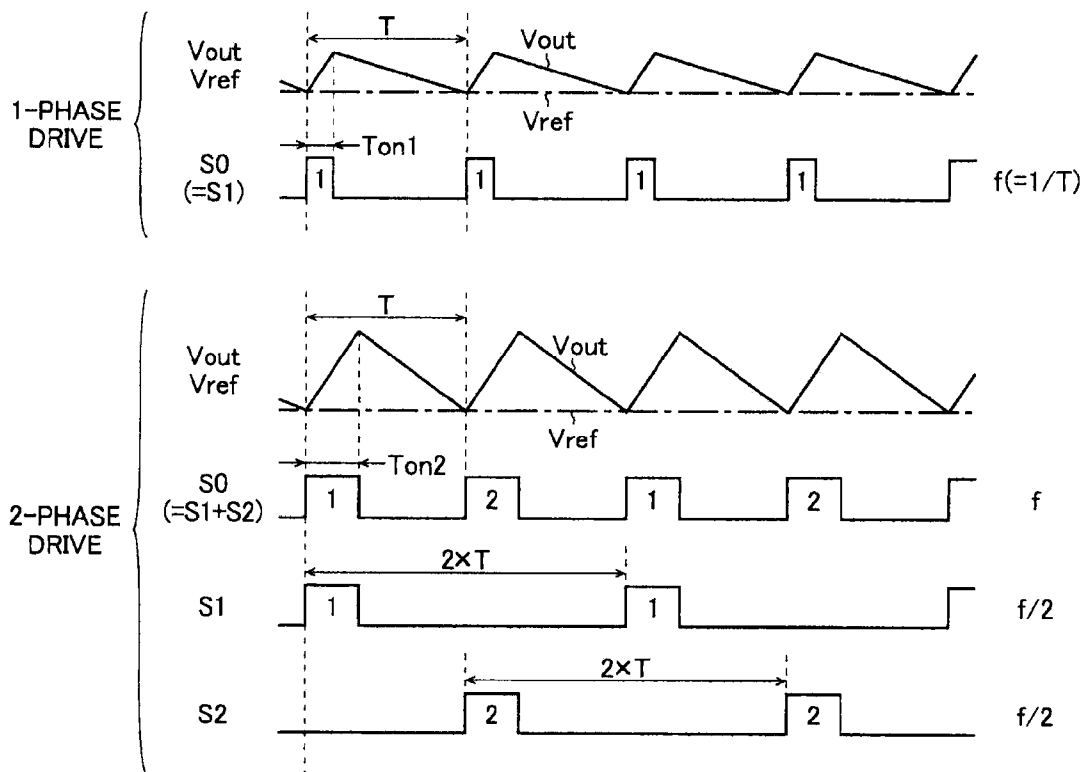 1-PHASE
DRIVE
Vout
Vref
T
Vout
Vref
Ton1
S0
(=S1)
1
1
1
1
f(=1/T)
2-PHASE
DRIVE
T
Vout
Vref
Vout
Vref
Ton2
S0
(=S1+S2)
1
2
1
2
f
2×T
S1
1
1
f/2
2×T
S2
2
2
f/2